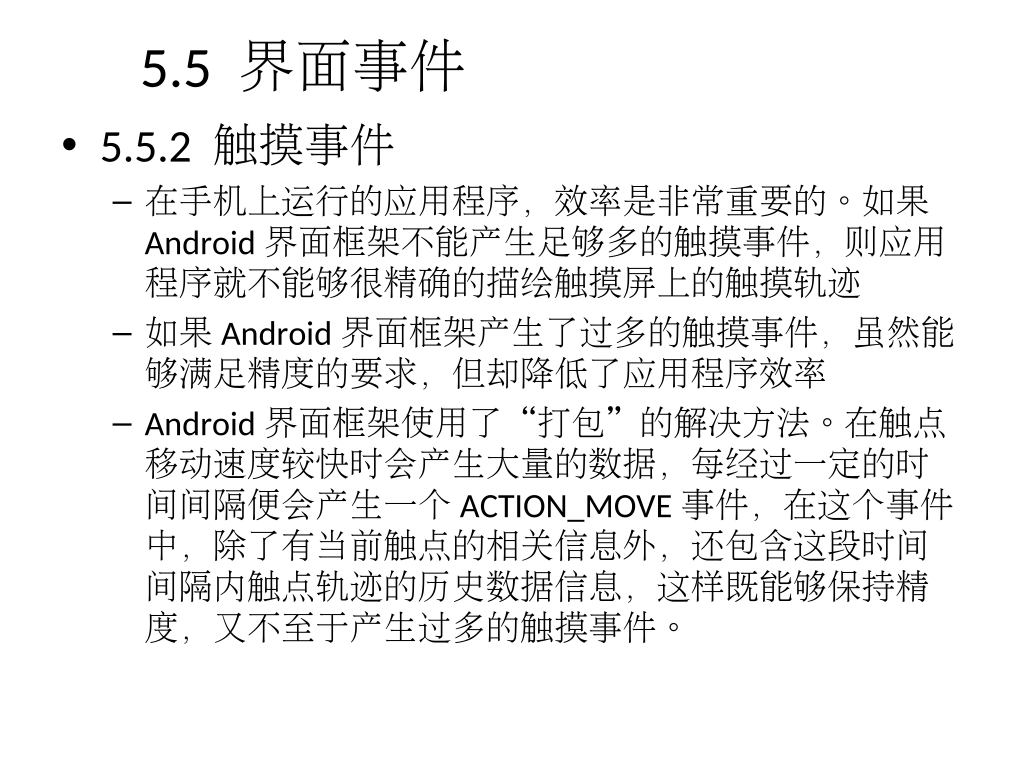 5.5 界面事件
• 5.5.2 触摸事件
– 在手机上运行的应用程序，效率是非常重要的。如果
Android 界面框架不能产生足够多的触摸事件，则应用
程序就不能够很精确的描绘触摸屏上的触摸轨迹
– 如果 Android 界面框架产生了过多的触摸事件，虽然能
够满足精度的要求，但却降低了应用程序效率
– Android 界面框架使用了“打包”的解决方法。在触点
移动速度较快时会产生大量的数据，每经过一定的时
间间隔便会产生一个 ACTION_MOVE 事件，在这个事件
中，除了有当前触点的相关信息外，还包含这段时间
间隔内触点轨迹的历史数据信息，这样既能够保持精
度，又不至于产生过多的触摸事件。